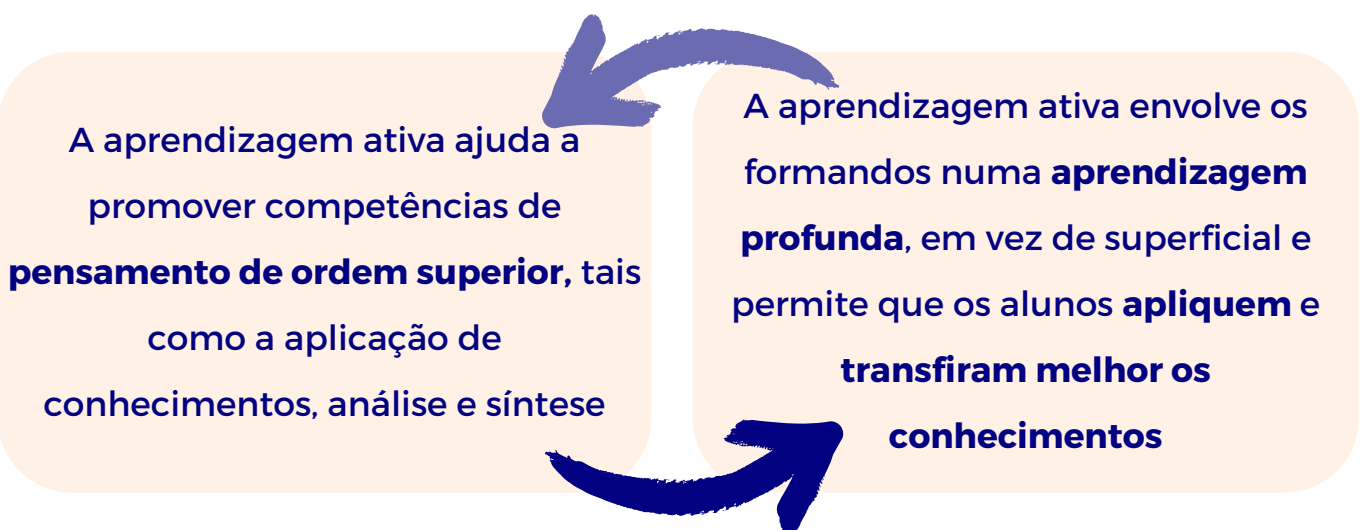 A aprendizagem ativa ajuda a
promover competências de
pensamento de ordem superior, tais
como a aplicação de
conhecimentos, análise e síntese
A aprendizagem ativa envolve os
formandos numa aprendizagem
profunda, em vez de superficial e
permite que os alunos apliquem e
transfiram melhor os
conhecimentos